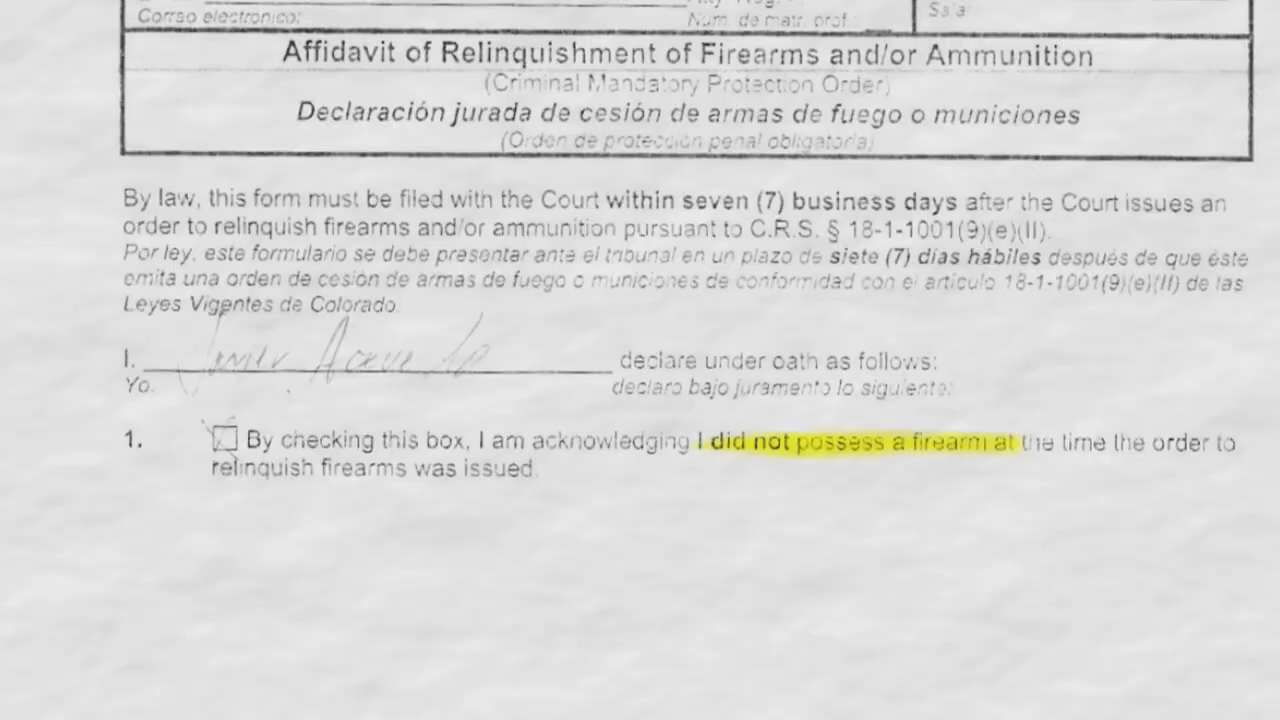 Correo electrónico:
Núm. de matr. prof.:
Sala
Affidavit of Relinquishment of Firearms and/or Ammunition
(Criminal Mandatory Protection Order)
Declaración jurada de cesión de armas de fuego o municiones
(Orden de protección penal obligatoria)
By law, this form must be filed with the Court within seven (7) business days after the Court issues an
order to relinquish firearms and/or ammunition pursuant to C.R.S. § 18-1-1001(9)(e)(II).
Por ley, este formulario se debe presentar ante el tribunal en un plazo de siete (7) días hábiles después de que éste
emita una orden de cesión de armas de fuego o municiones de conformidad con el artículo 18-1-1001(9)(e)(II) de las
Leyes Vigentes de Colorado.
I, Javier Aceve declare under oath as follows:
Yo, declaro bajo juramento lo siguiente:
1. By checking this box, I am acknowledging I did not possess a firearm at the time the order to
relinquish firearms was issued.